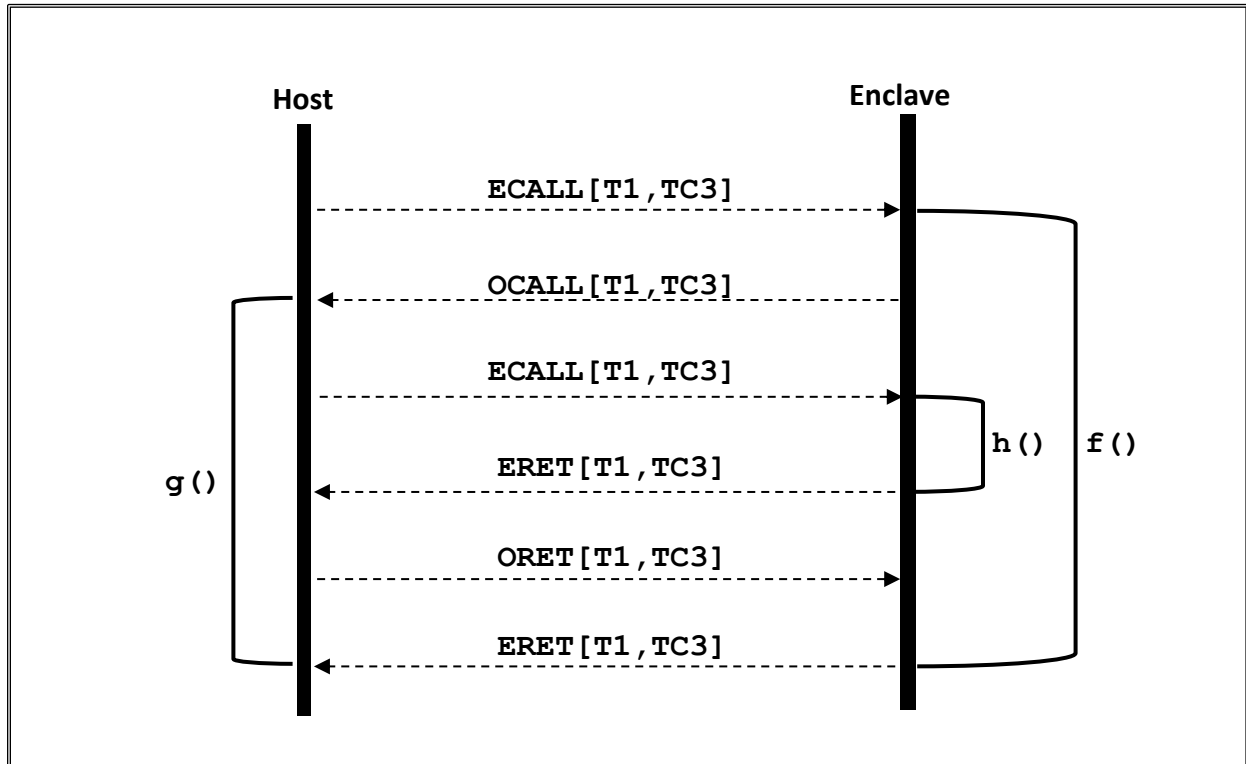 Host
Enclave
ECALL[T1,TC3]
OCALL[T1,TC3]
ECALL[T1,TC3]
h()
f()
g()
ERET[T1,TC3]
ORET[T1,TC3]
ERET[T1,TC3]